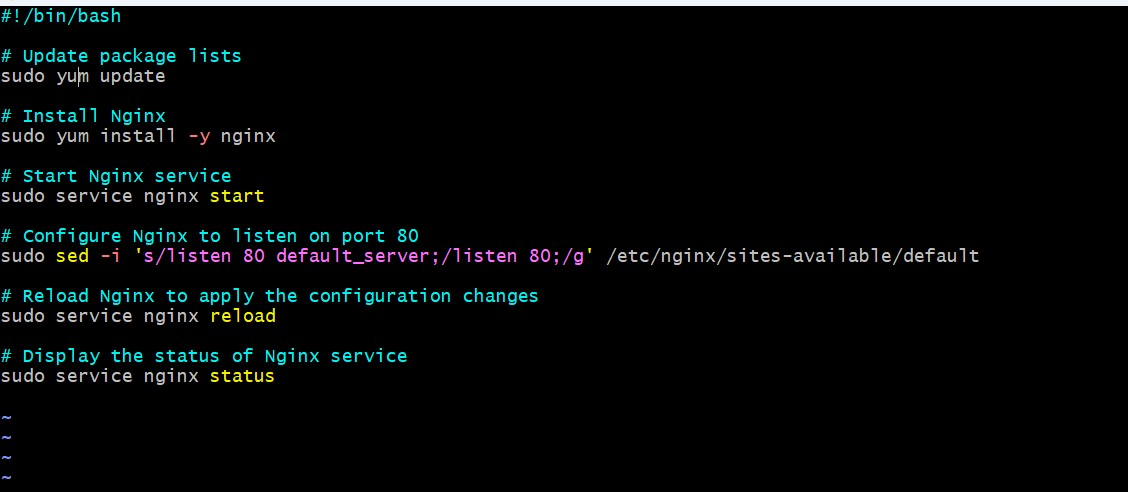 #!/bin/bash
# Update package lists
sudo yum update
# Install Nginx
sudo yum install -y nginx
# Start Nginx service
sudo service nginx start
# Configure Nginx to listen on port 80
sudo sed -i 's/listen 80 default_server;/listen 80;/g' /etc/nginx/sites-available/default
# Reload Nginx to apply the configuration changes
sudo service nginx reload
# Display the status of Nginx service
sudo service nginx status
~
~
~
~